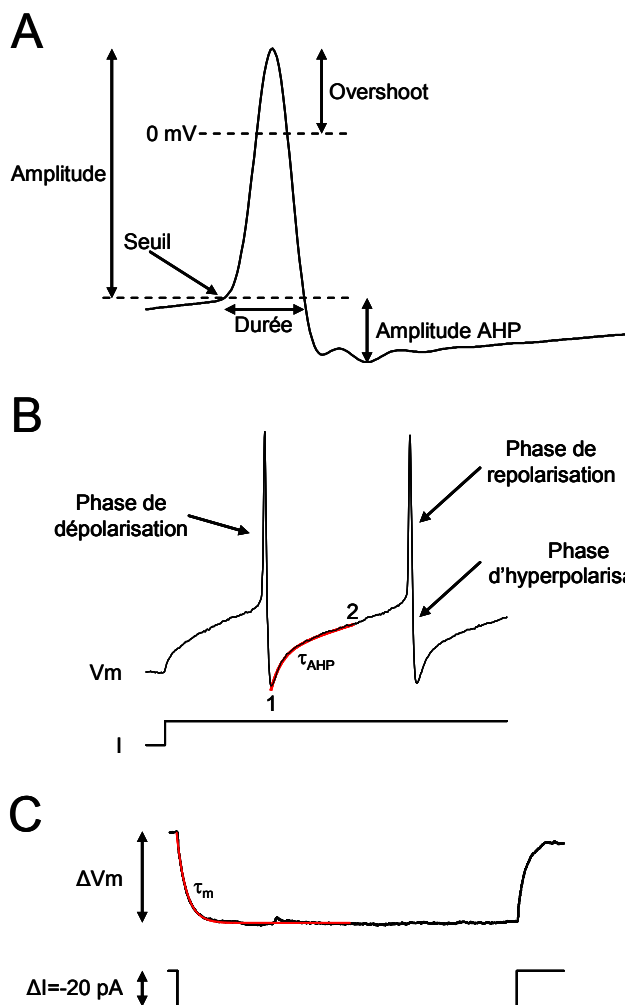 A
Overshoot
0 mV
Amplitude
Seuil
Durée
Amplitude AHP
B
Phase de
repolarisation
Phase de
dépolarisation
Phase
d’hyperpolarisa
2
τAHP
Vm
1
I
C
ΔVm
τm
ΔI=-20 pA